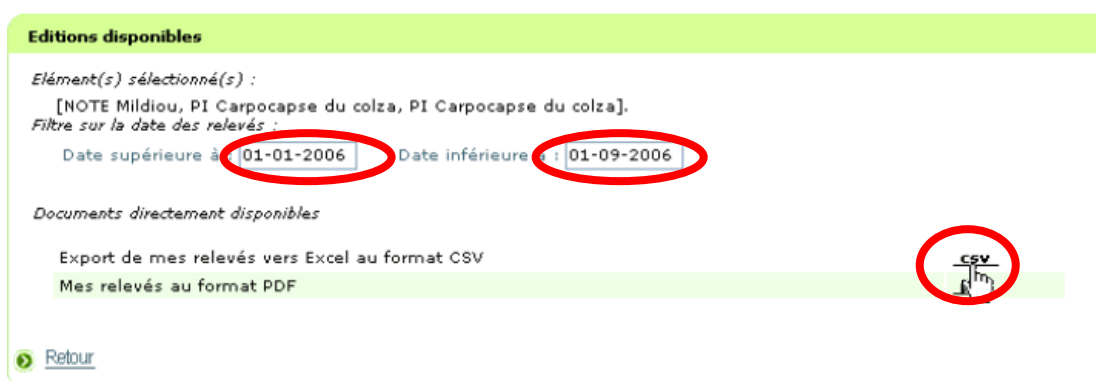 Editions disponibles
Elément(s) sélectionné(s) :
[NOTE Mildiou, PI Carpocapse du colza, PI Carpocapse du colza].
Filtre sur la date des relevés :
Date supérieure à : 01-01-2006 Date inférieure à : 01-09-2006
Documents directement disponibles
Export de mes relevés vers Excel au format CSV csv
Mes relevés au format PDF
Retour